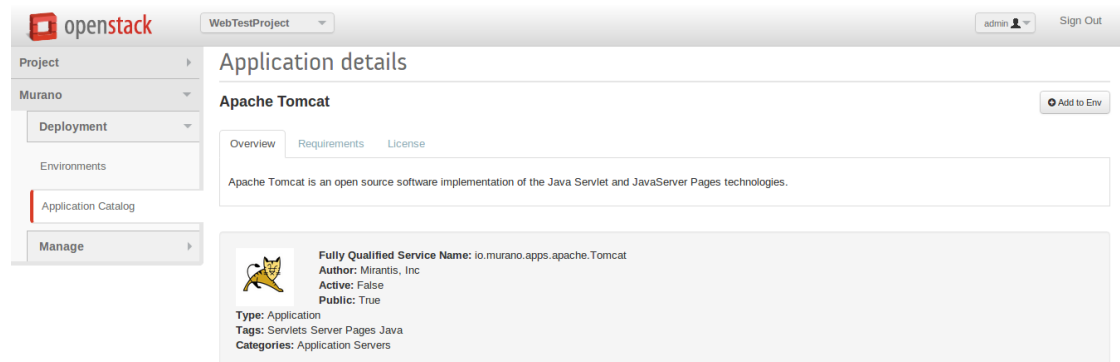 openstack
WebTestProject
admin
Sign Out
Project
Murano
Deployment
Environments
Application Catalog
Manage
Application details
Apache Tomcat
Add to Env
Overview Requirements License
Apache Tomcat is an open source software implementation of the Java Servlet and JavaServer Pages technologies.
Fully Qualified Service Name: io.murano.apps.apache.Tomcat
Author: Mirantis, Inc
Active: False
Public: True
Type: Application
Tags: Servlets Server Pages Java
Categories: Application Servers